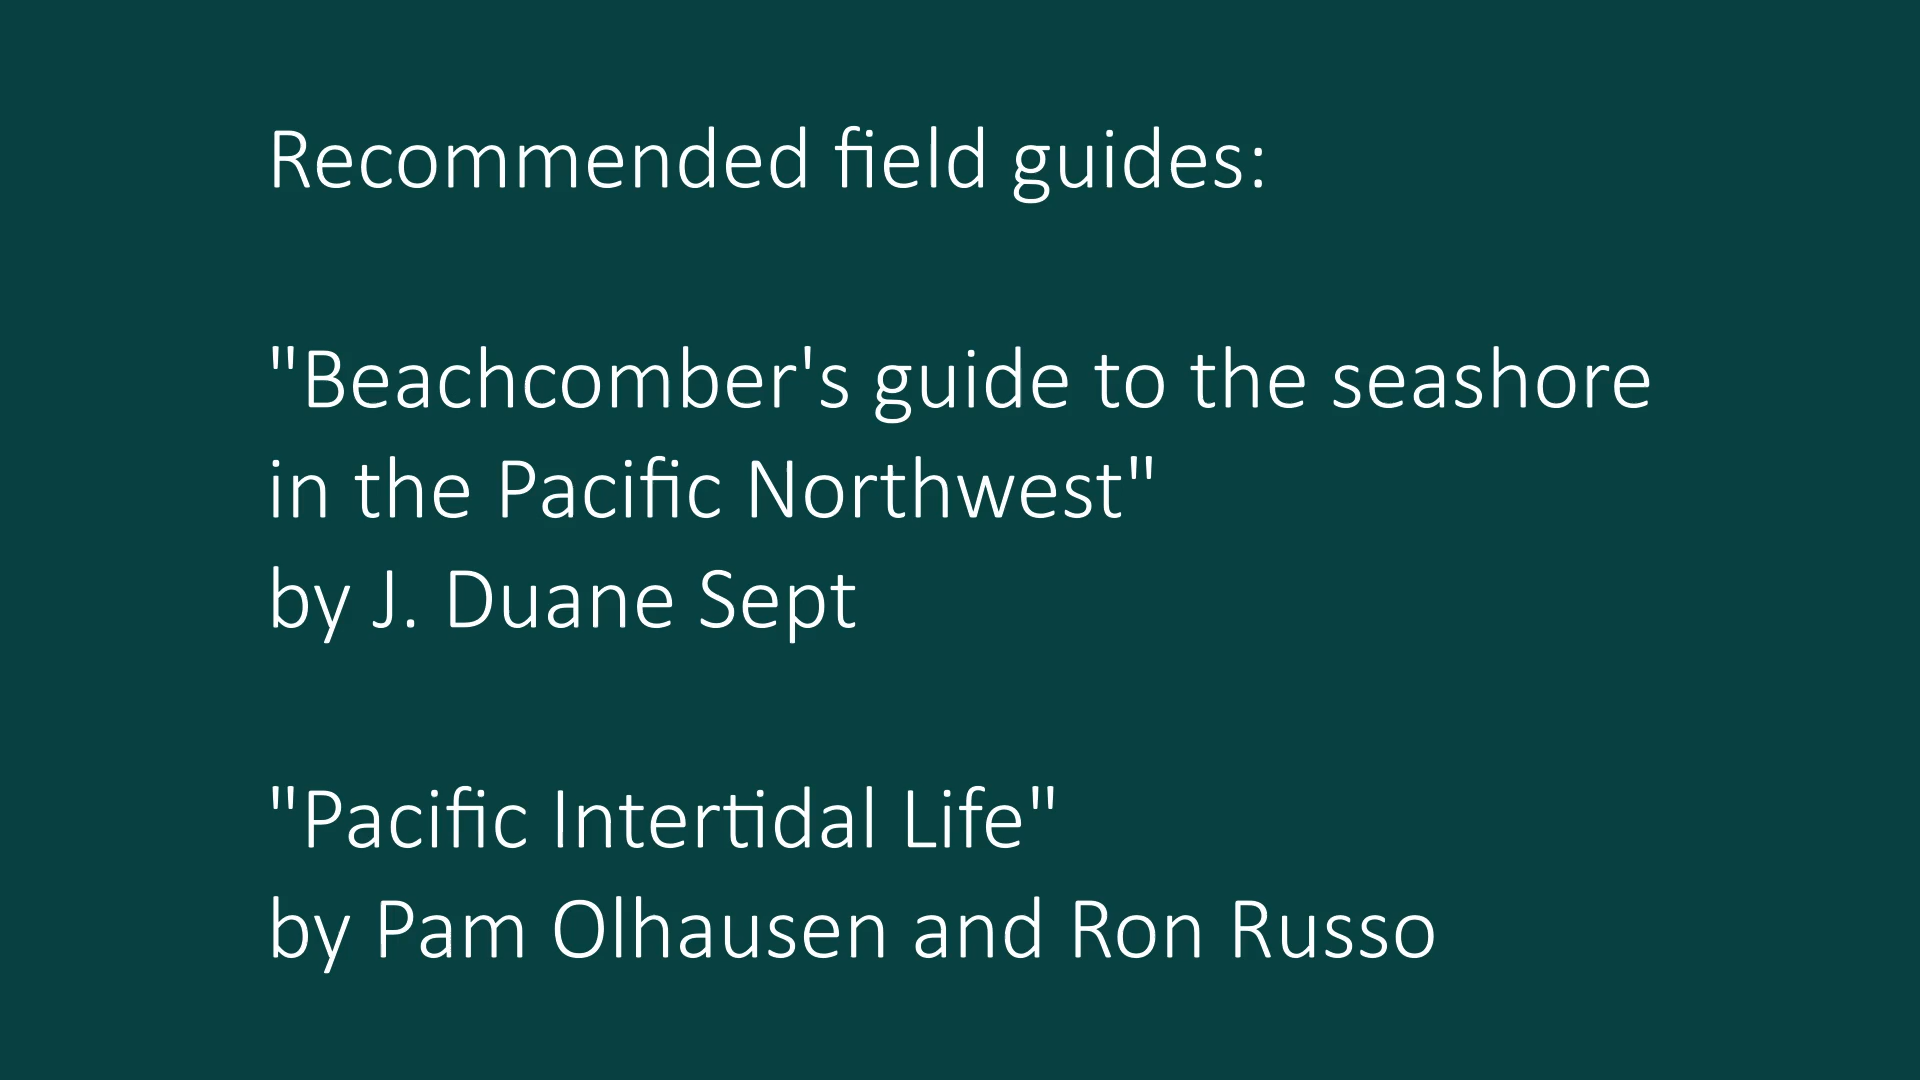 Recommended field guides:
"Beachcomber's guide to the seashore
in the Pacific Northwest"
by J. Duane Sept
"Pacific Intertidal Life"
by Pam Olhausen and Ron Russo